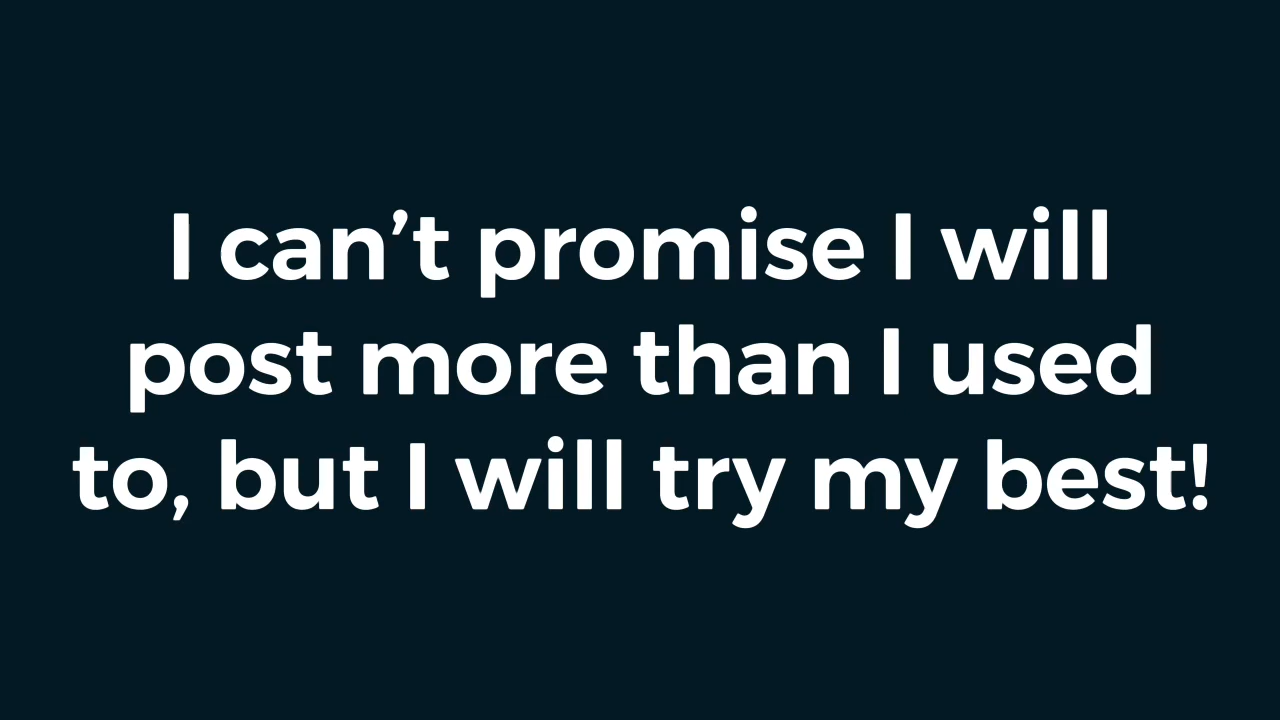 I can’t promise I will
post more than I used
to, but I will try my best!